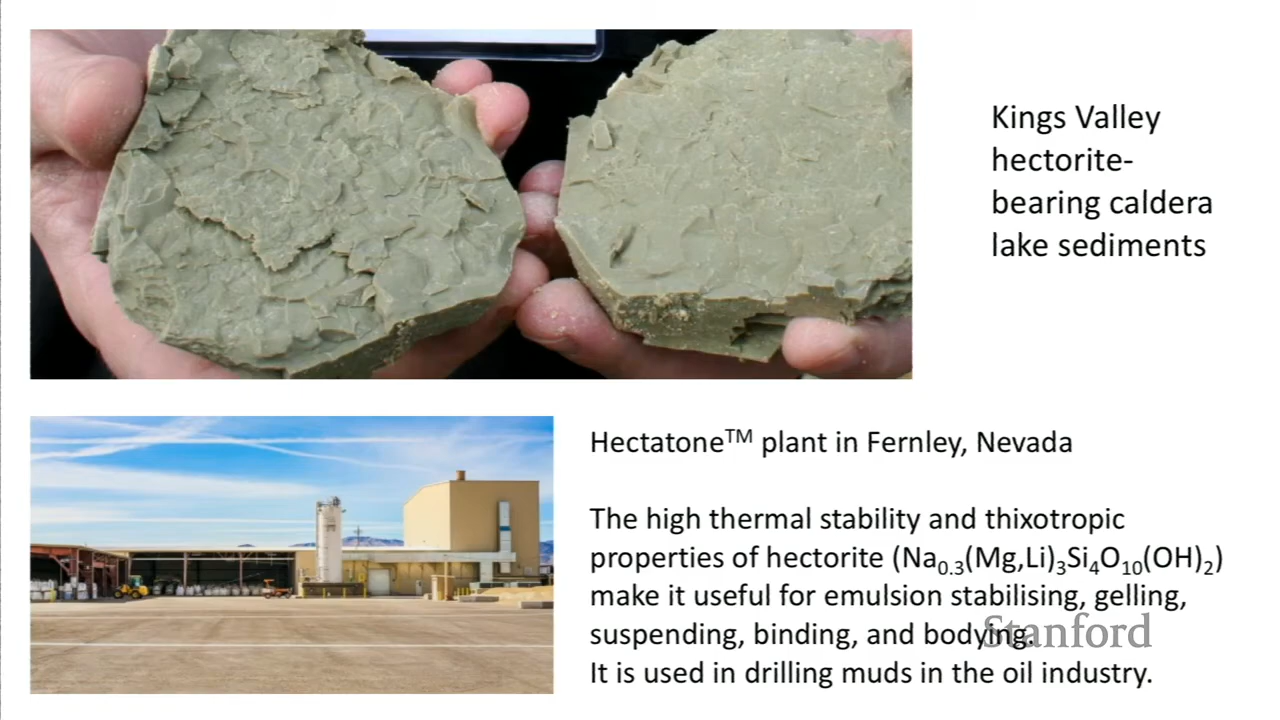 Kings Valley
hectorite-
bearing caldera
lake sediments
Hectatone™ plant in Fernley, Nevada
The high thermal stability and thixotropic
properties of hectorite (Na₀.₃(Mg,Li)₃Si₄O₁₀(OH)₂)
make it useful for emulsion stabilising, gelling,
suspending, binding, and bodying.
Stanford
It is used in drilling muds in the oil industry.